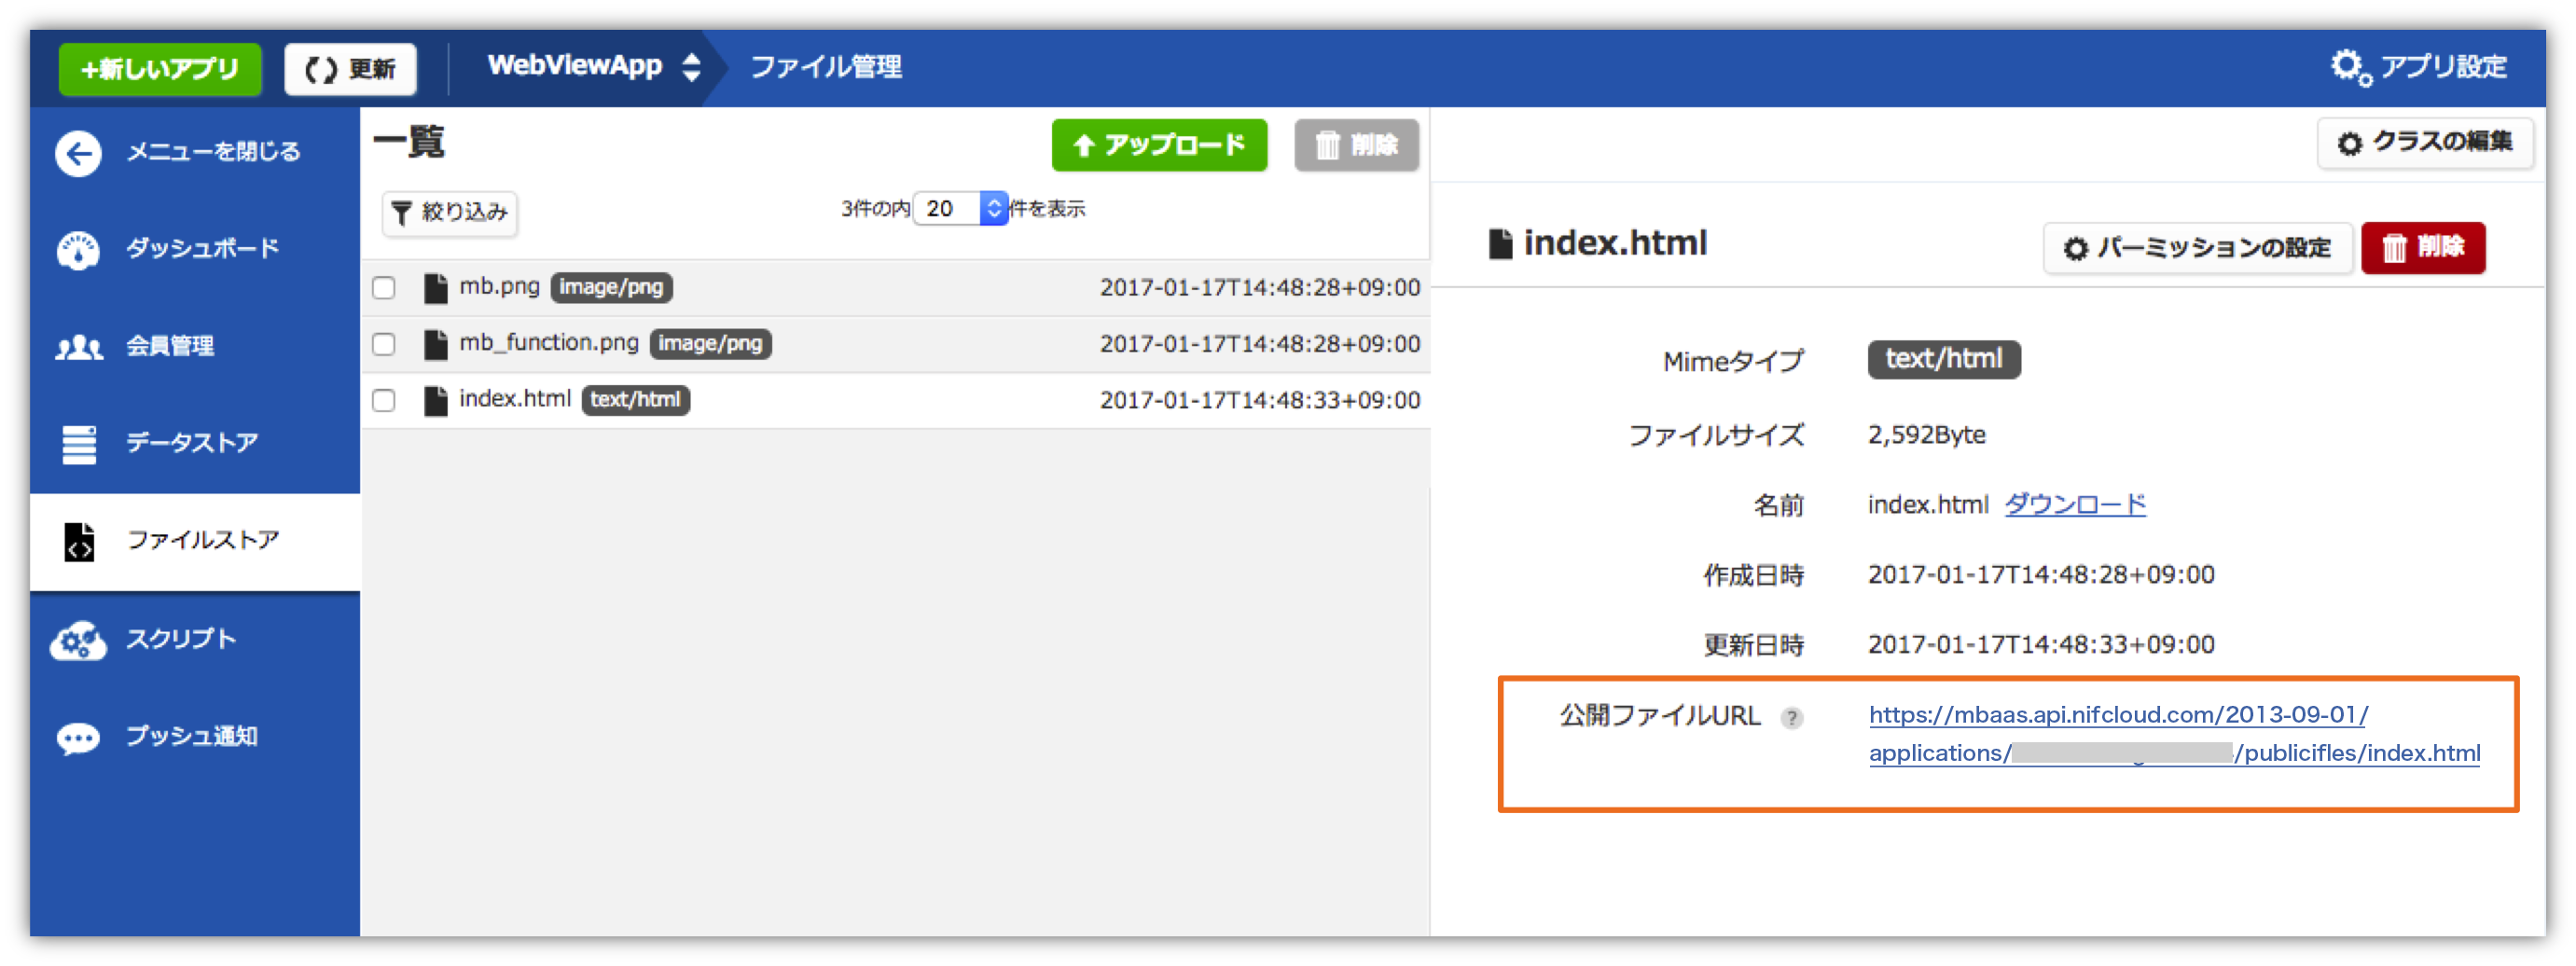 +新しいアプリ
更新
WebViewApp
ファイル管理
アプリ設定
メニューを閉じる
ダッシュボード
会員管理
データストア
ファイルストア
スクリプト
プッシュ通知
一覧
アップロード
削除
絞り込み
3件の内 20 件を表示
mb.png image/png 2017-01-17T14:48:28+09:00
mb_function.png image/png 2017-01-17T14:48:28+09:00
index.html text/html 2017-01-17T14:48:33+09:00
クラスの編集
index.html
パーミッションの設定
削除
Mimeタイプ text/html
ファイルサイズ 2,592Byte
名前 index.html ダウンロード
作成日時 2017-01-17T14:48:28+09:00
更新日時 2017-01-17T14:48:33+09:00
公開ファイルURL ? https://mbaas.api.nifcloud.com/2013-09-01/
applications/ /publicifles/index.html